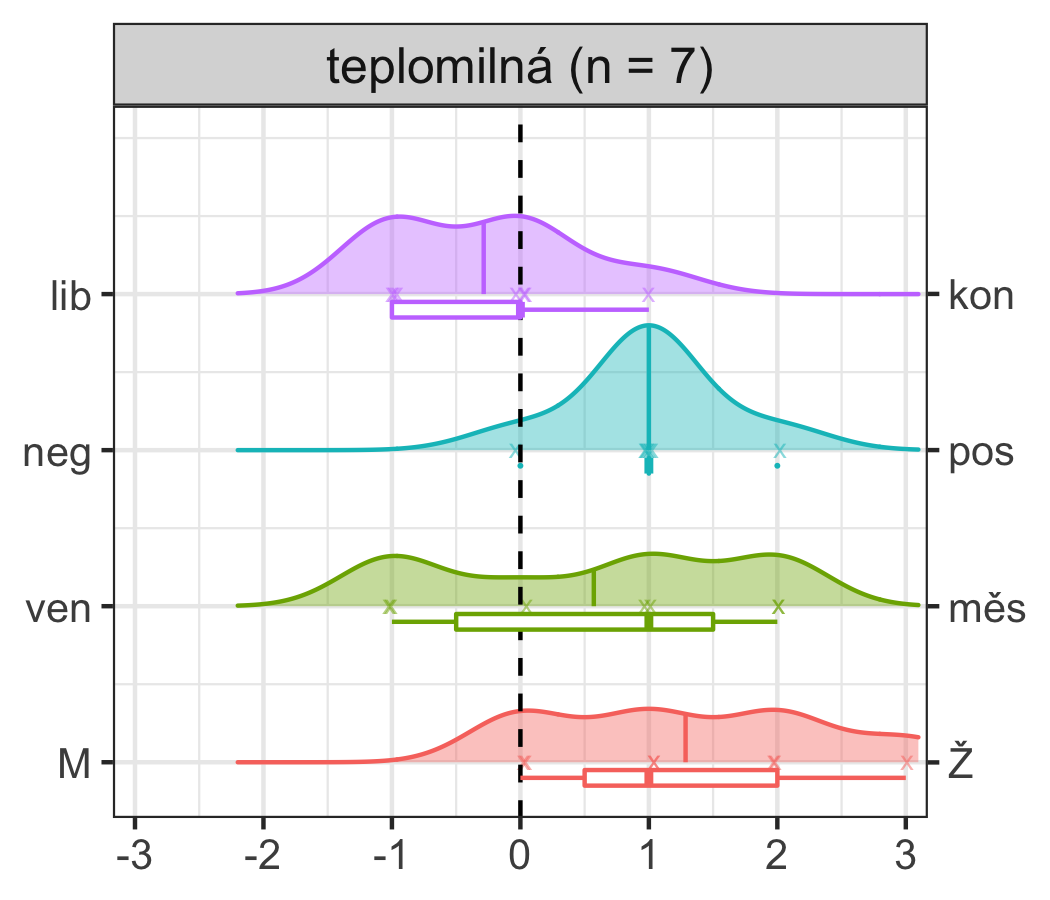 teplomilná (n = 7)
lib kon
neg pos
ven měs
M Ž
-3 -2 -1 0 1 2 3